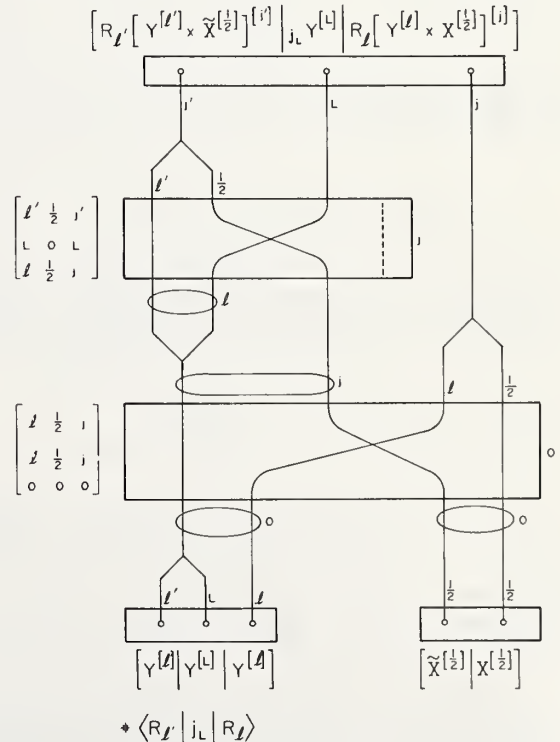 [R_ℓ'[Y^[ℓ'] × X̃^[1/2]]^[j'] | j_L Y^[L] | R_ℓ[Y^[ℓ] × X^[1/2]]^[j]]
j' L j
ℓ' 1/2
[ℓ' 1/2 j'
L 0 L
ℓ 1/2 j]
j
ℓ
j ℓ 1/2
[ℓ 1/2 j
ℓ 1/2 j
0 0 0]
0
0 0
ℓ' L ℓ 1/2 1/2
[Y^[ℓ] | Y^[L] | Y^[ℓ]] [X̃^[1/2] | X^[1/2]]
* ⟨R_ℓ' | j_L | R_ℓ⟩